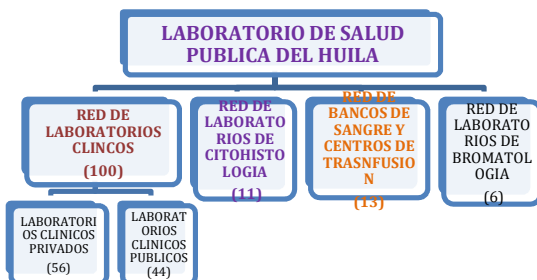 LABORATORIO DE SALUD
PUBLICA DEL HUILA
RED DE
LABORATORIOS
CLINCOS
(100)
RED DE
LABORATO
RIOS DE
CITOHISTO
LOGIA
(11)
RED DE
BANCOS DE
SANGRE Y
CENTROS DE
TRASNFUSIO
N
(13)
RED DE
LABORATO
RIOS DE
BROMATOL
OGIA
(6)
LABORATORI
OS CLINICOS
PRIVADOS
(56)
LABORAT
ORIOS
CLINICOS
PUBLICOS
(44)